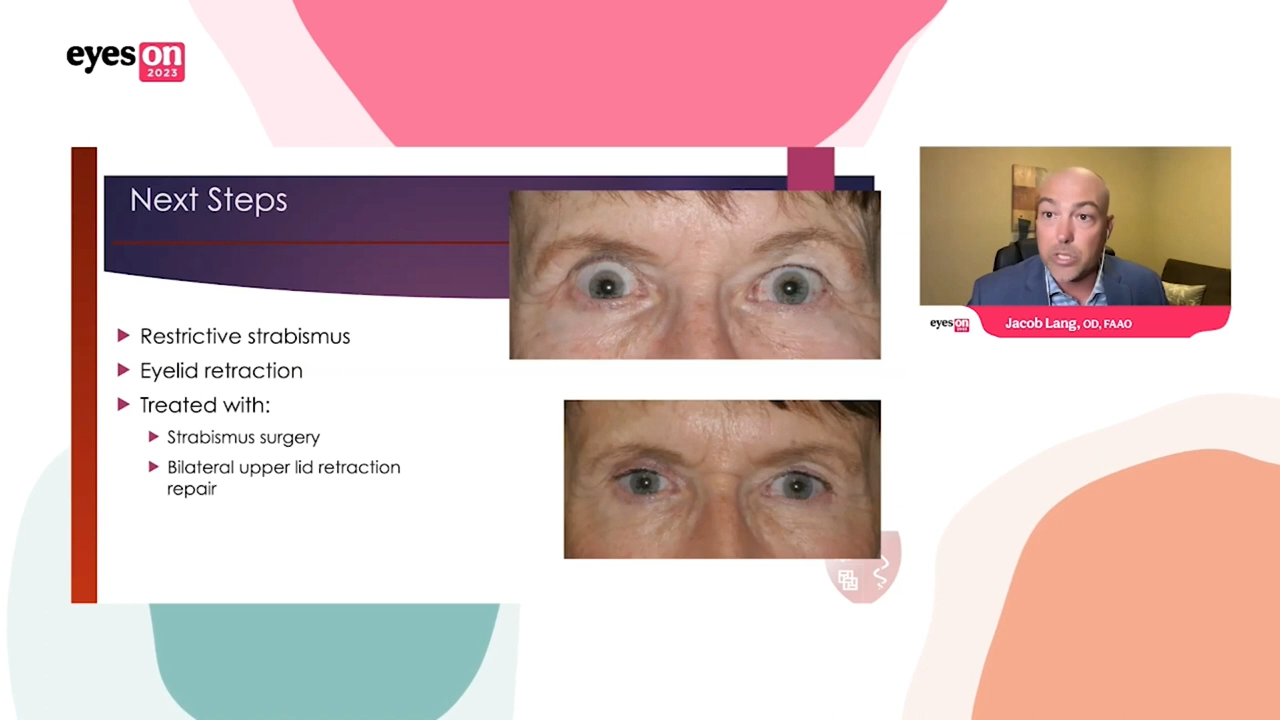 eyes on
2023
Next Steps
Restrictive strabismus
Eyelid retraction
Treated with:
Strabismus surgery
Bilateral upper lid retraction
repair
eyes on
2023
Jacob Lang, OD, FAAO